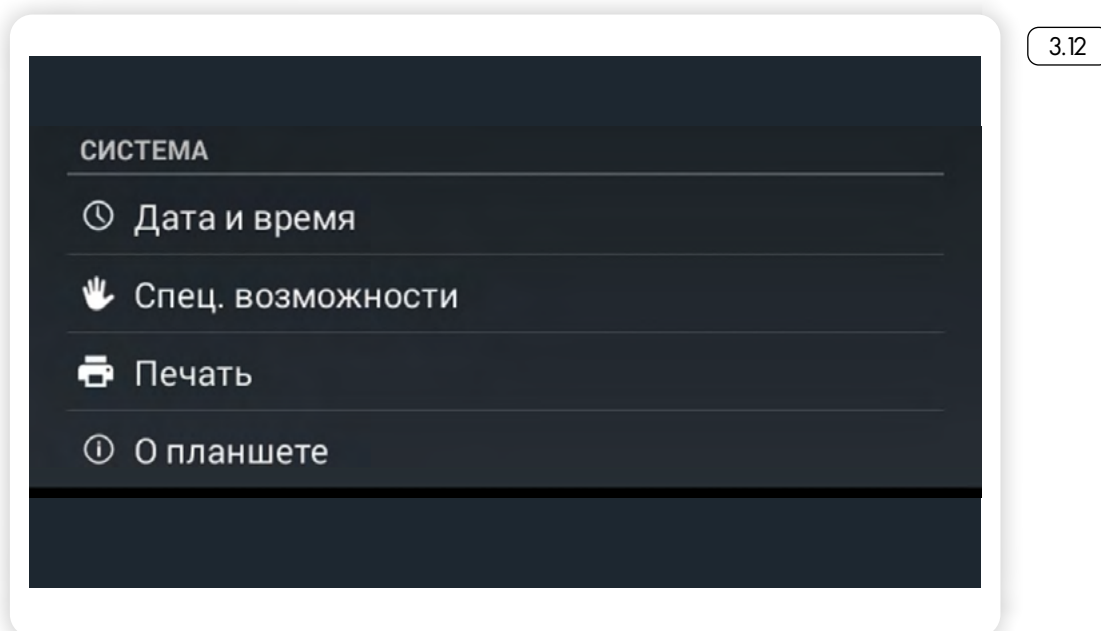 3.12
СИСТЕМА
Дата и время
Спец. возможности
Печать
О планшете